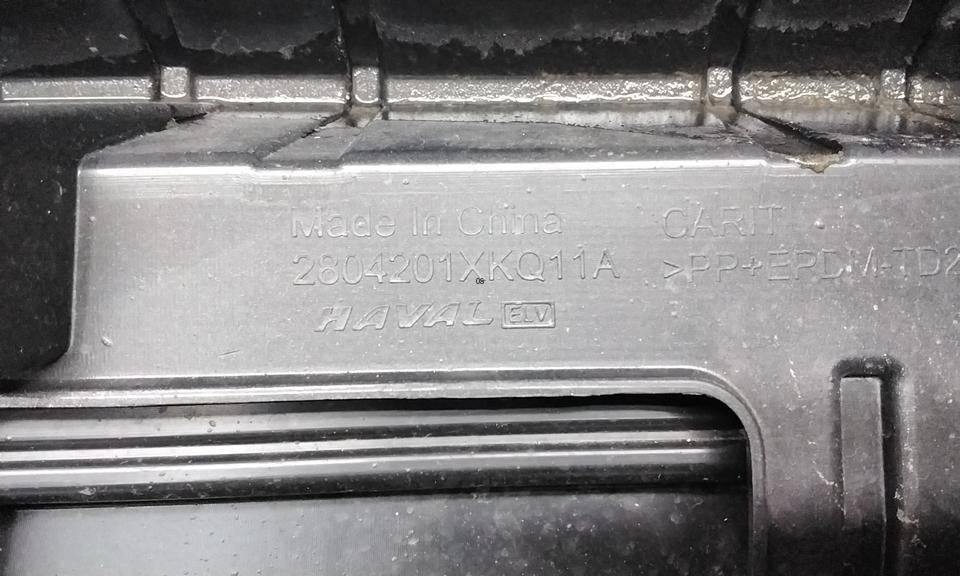 Made In China
2804201XKQ11A
HAVAL ELV
CARIT
>PP+EPDM-TD2